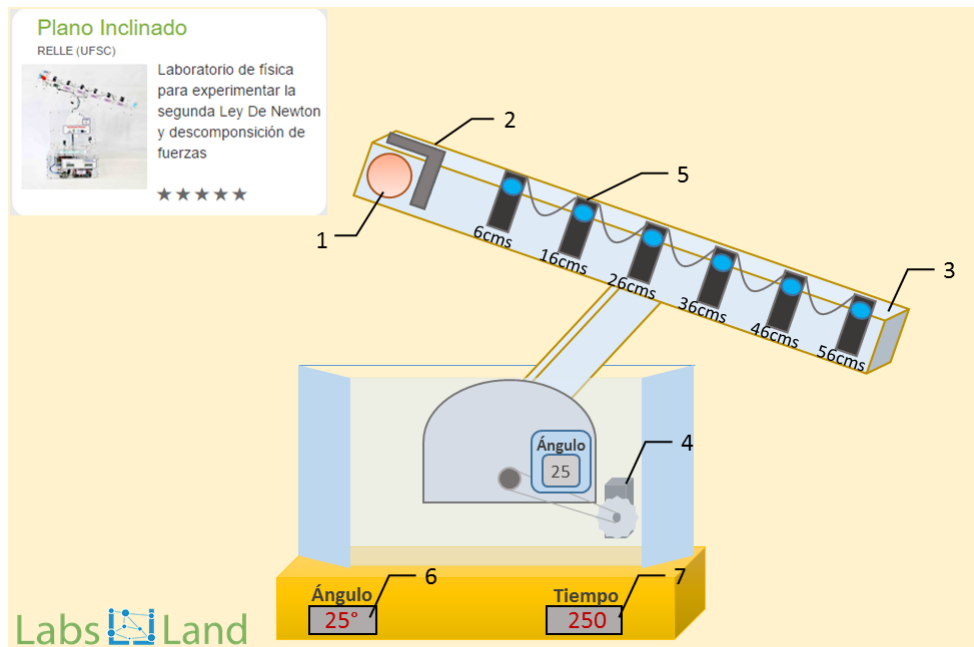 Plano Inclinado
RELLE (UFSC)
Laboratorio de física
para experimentar la
segunda Ley De Newton
y descomponsición de
fuerzas
★★★★★
2
5
1
3
6cms
16cms
26cms
36cms
46cms
56cms
4
Ángulo
25
6
7
Ángulo
25°
Tiempo
250
Labs Land